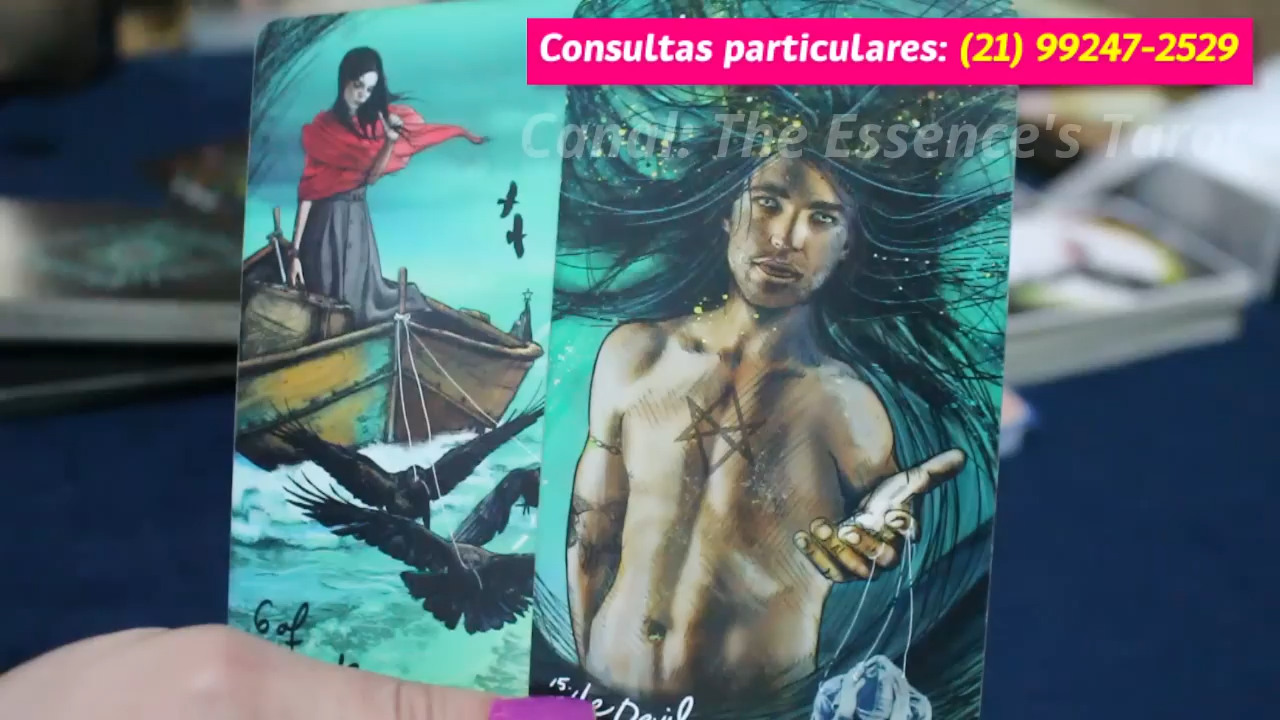 Consultas particulares: (21) 99247-2529
Canal: The Essence's Tarot
6 of
15. the Devil